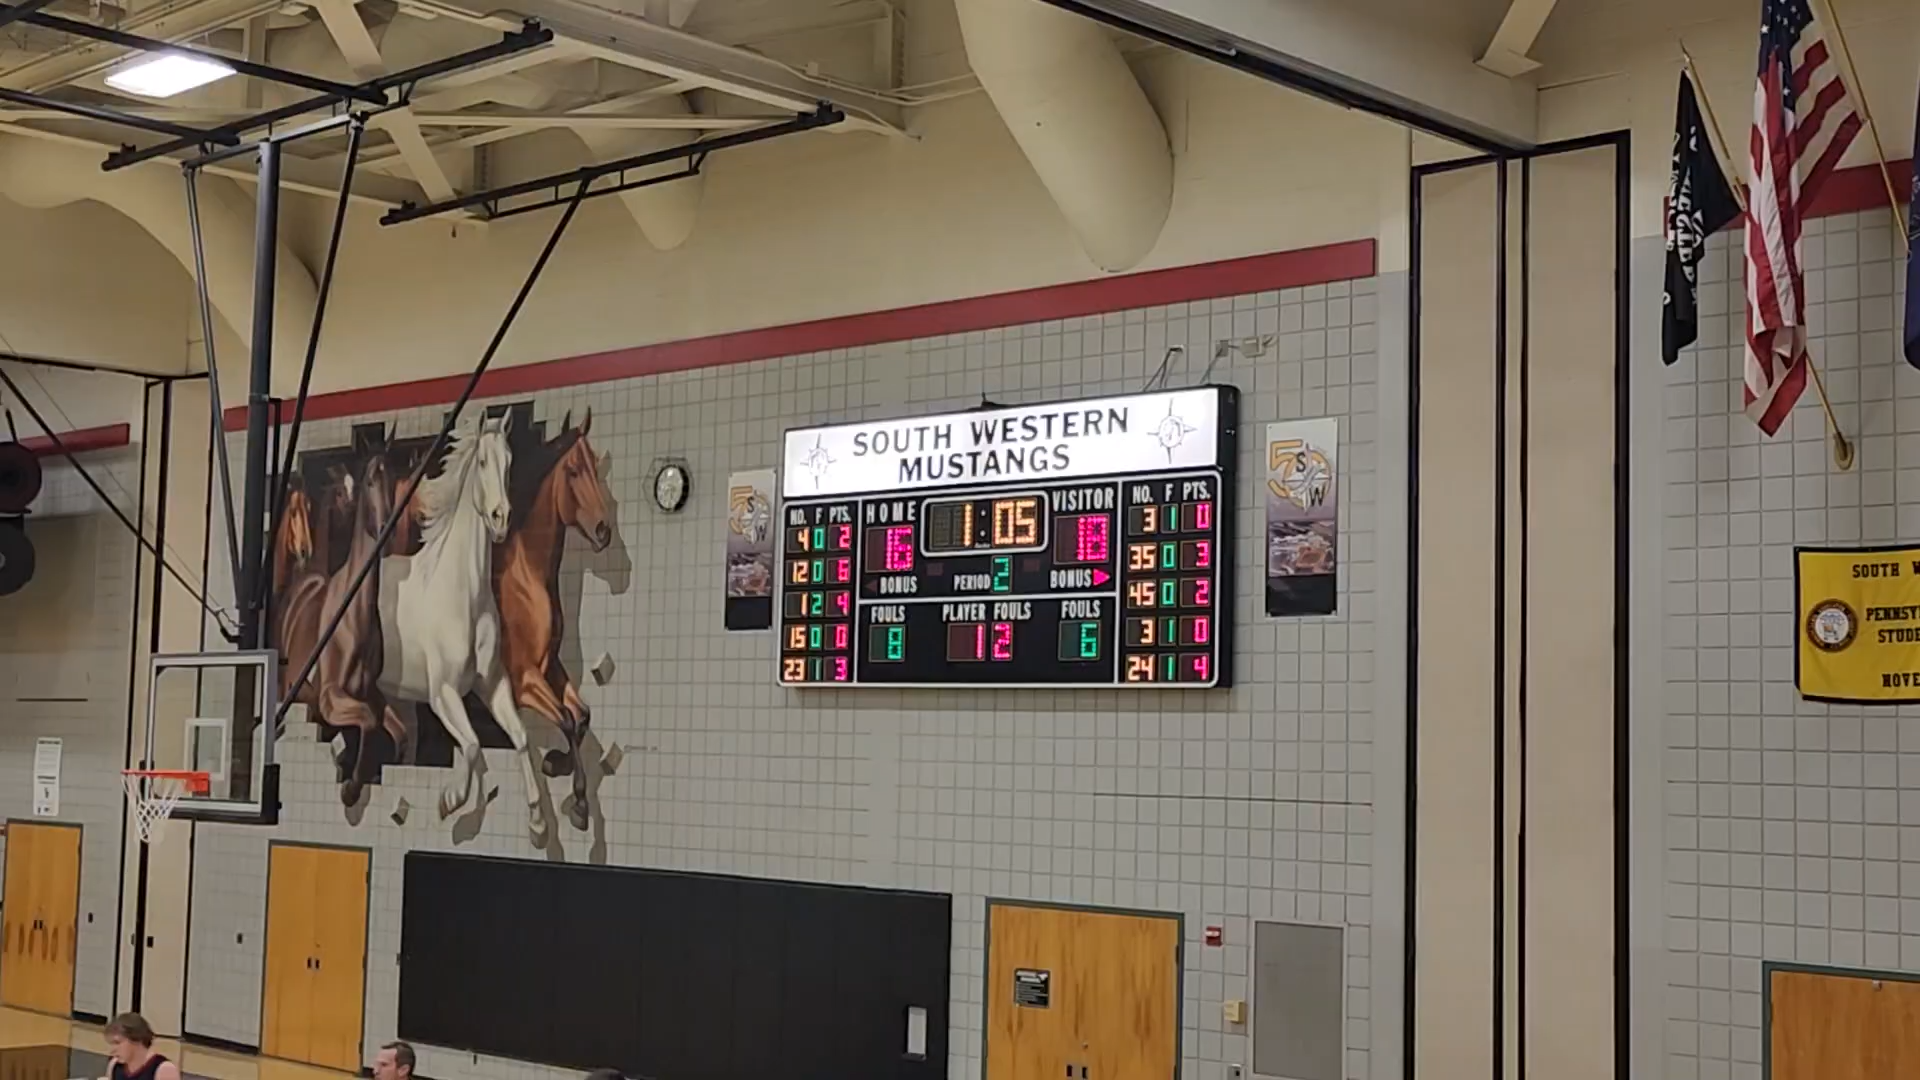 SOUTH WESTERN
MUSTANGS
NO. F PTS.
4 0 2
12 0 6
1 2 4
15 0 0
23 1 3
HOME
16
BONUS
FOULS
8
1:05
PERIOD 2
PLAYER FOULS
12
VISITOR
18
BONUS
FOULS
6
NO. F PTS.
3 1 0
35 0 3
45 0 2
3 1 0
24 1 4
50
S
W
50
S
W
SOUTH W
PENNSY
STUDE
HOVE